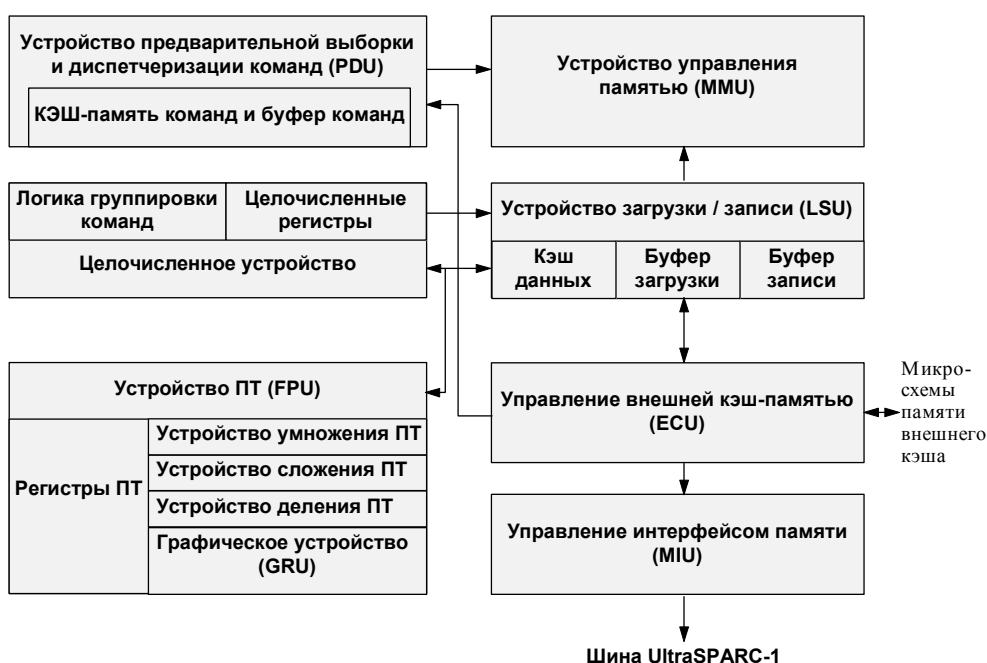 Устройство предварительной выборки
и диспетчеризации команд (PDU)
КЭШ-память команд и буфер команд
Устройство управления
памятью (MMU)
Логика группировки
команд
Целочисленные
регистры
Целочисленное устройство
Устройство загрузки / записи (LSU)
Кэш
данных
Буфер
загрузки
Буфер
записи
Устройство ПТ (FPU)
Регистры ПТ
Устройство умножения ПТ
Устройство сложения ПТ
Устройство деления ПТ
Графическое устройство
(GRU)
Управление внешней кэш-памятью
(ECU)
Микро-
схемы
памяти
внешнего
кэша
Управление интерфейсом памяти
(MIU)
Шина UltraSPARC-1